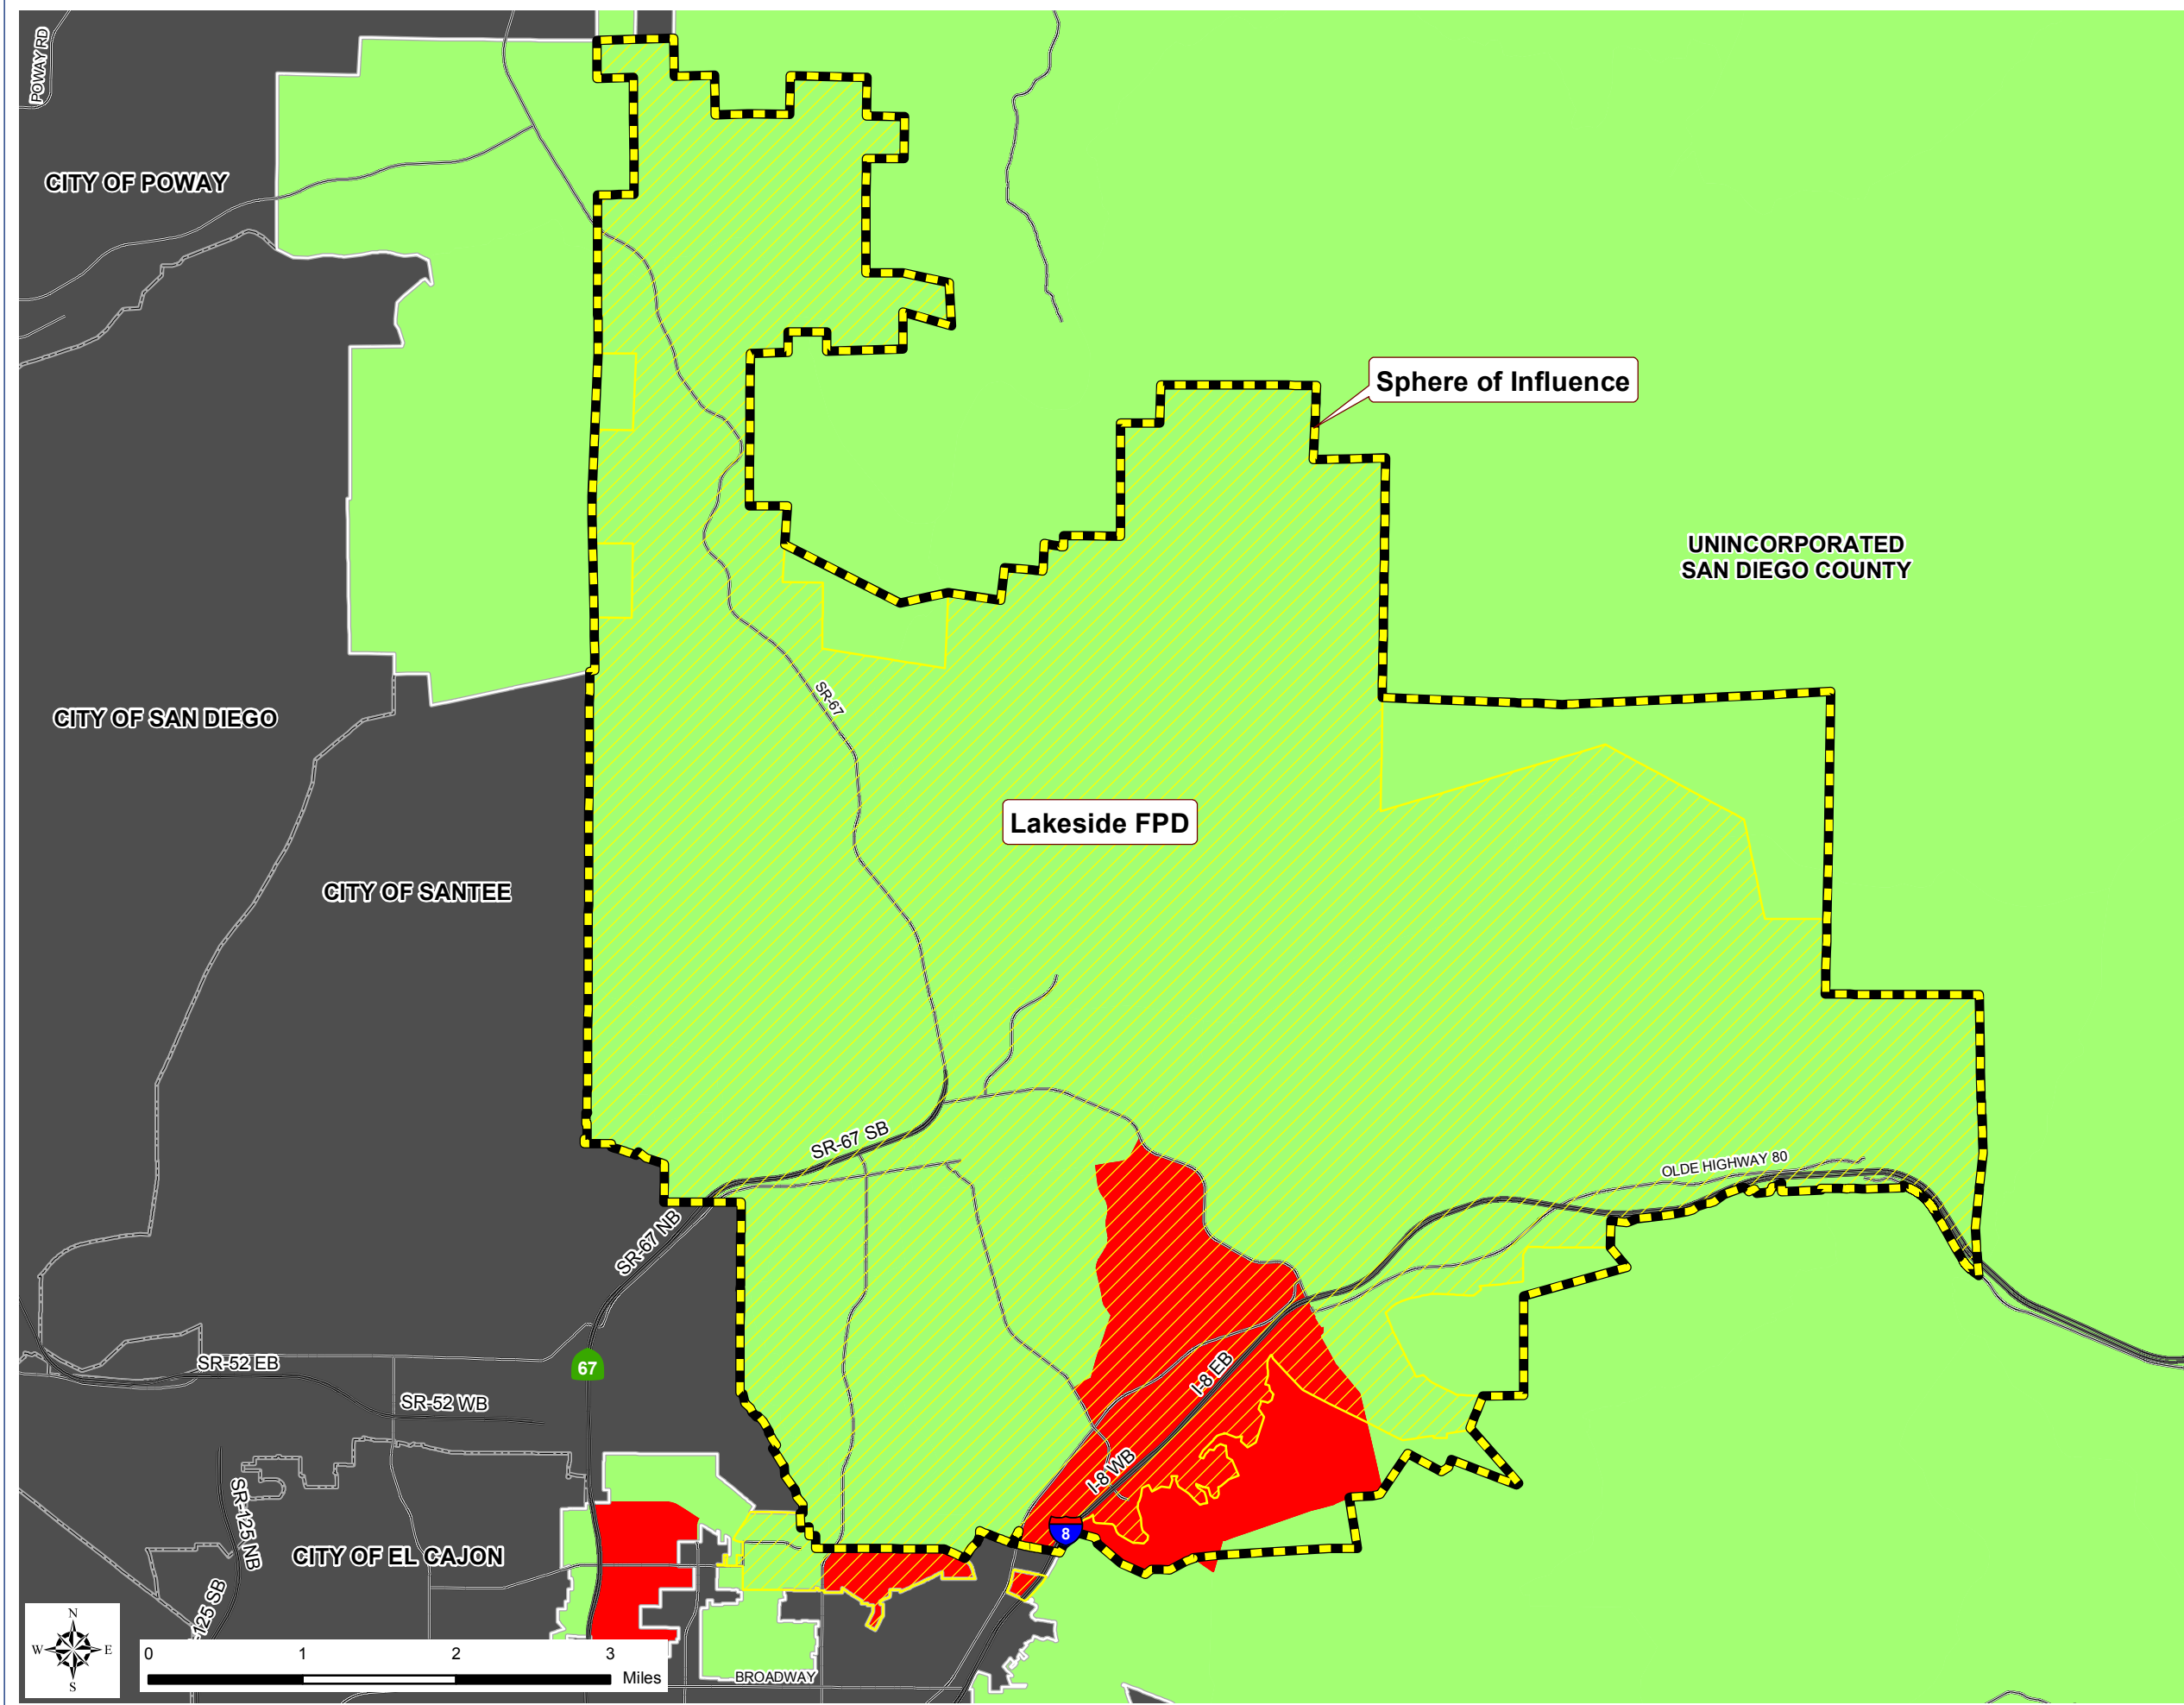 POWAY RD
CITY OF POWAY
Sphere of Influence
UNINCORPORATED
SAN DIEGO COUNTY
SR-67
CITY OF SAN DIEGO
Lakeside FPD
CITY OF SANTEE
SR-67 SB
OLDE HIGHWAY 80
SR-67 NB
67
SR-52 EB
SR-52 WB
I-8 EB
I-8 WB
SR-125 NB
8
CITY OF EL CAJON
-125 SB
N
W E
S
0 1 2 3
Miles
BROADWAY